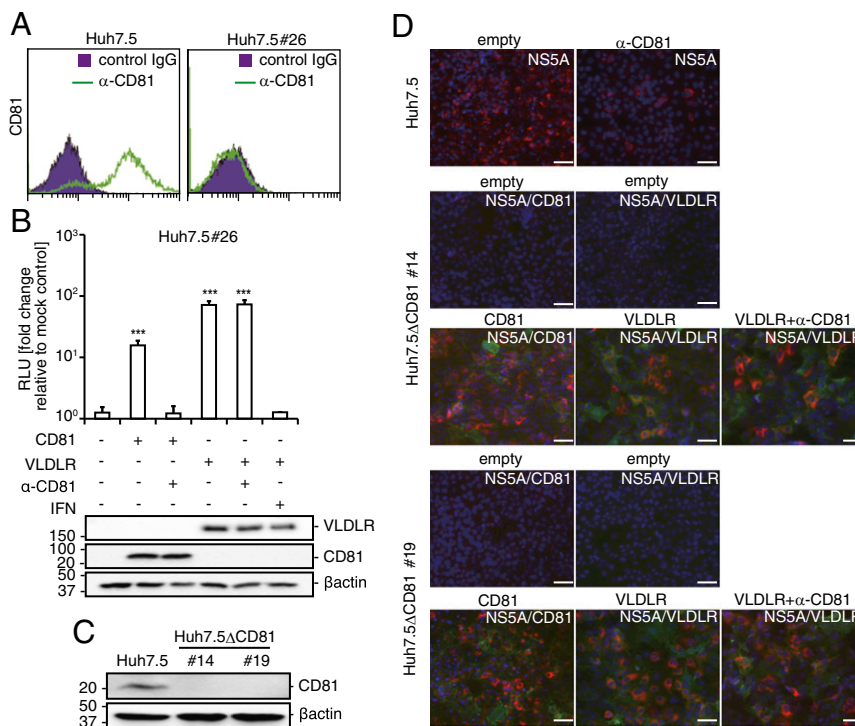 A
Huh7.5
control IgG
α-CD81
Huh7.5#26
control IgG
α-CD81
CD81
B
Huh7.5#26
RLU [fold change
relative to mock control]
10³
10²
10¹
10⁰
*** *** ***
CD81 - + + - - -
VLDLR - - - + + +
α-CD81 - - + - + -
IFN - - - - - +
150
VLDLR
100
20
CD81
50
37
βactin
C
Huh7.5ΔCD81
Huh7.5 #14 #19
20
CD81
50
37
βactin
D
Huh7.5
empty
NS5A
α-CD81
NS5A
Huh7.5ΔCD81 #14
empty
NS5A/CD81
empty
NS5A/VLDLR
CD81
NS5A/CD81
VLDLR
NS5A/VLDLR
VLDLR+α-CD81
NS5A/VLDLR
Huh7.5ΔCD81 #19
empty
NS5A/CD81
empty
NS5A/VLDLR
CD81
NS5A/CD81
VLDLR
NS5A/VLDLR
VLDLR+α-CD81
NS5A/VLDLR